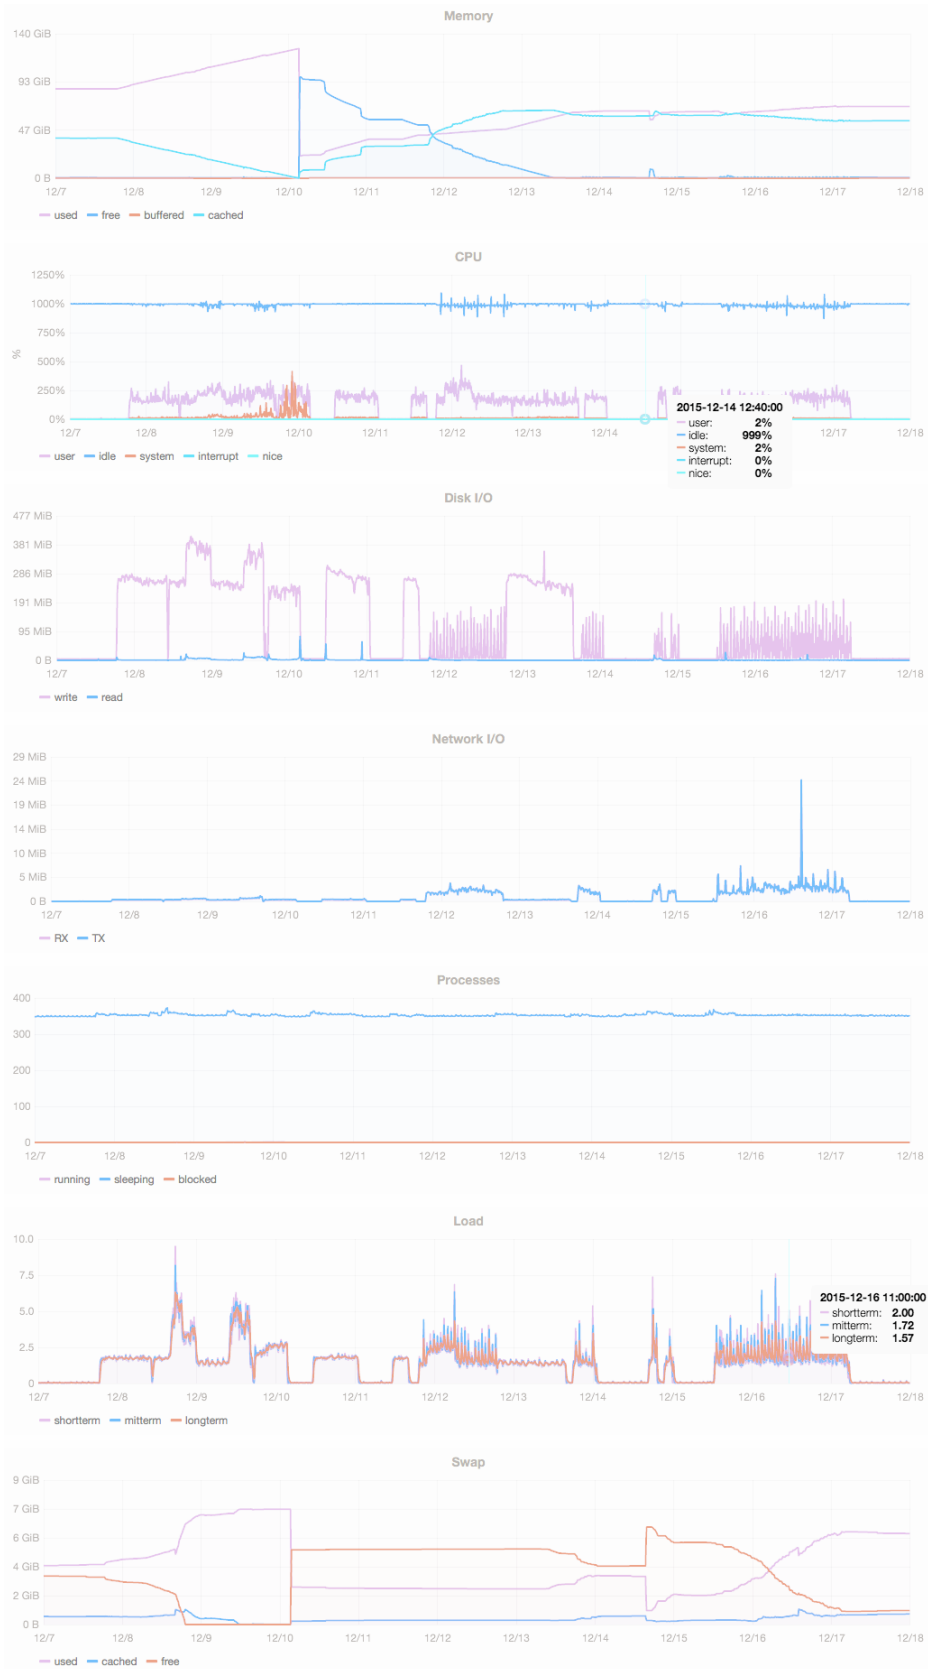 Memory
140 GiB
93 GiB
47 GiB
0 B
12/7 12/8 12/9 12/10 12/11 12/12 12/13 12/14 12/15 12/16 12/17 12/18
used free buffered cached
CPU
1250%
1000%
750%
%
500%
250%
0%
12/7 12/8 12/9 12/10 12/11 12/12 12/13 12/14 12/17 12/18
2015-12-14 12:40:00
user: 2%
idle: 999%
system: 2%
interrupt: 0%
nice: 0%
user idle system interrupt nice
Disk I/O
477 MiB
381 MiB
286 MiB
191 MiB
95 MiB
0 B
12/7 12/8 12/9 12/10 12/11 12/12 12/13 12/14 12/15 12/16 12/17 12/18
write read
Network I/O
29 MiB
24 MiB
19 MiB
14 MiB
10 MiB
5 MiB
0 B
12/7 12/8 12/9 12/10 12/11 12/12 12/13 12/14 12/15 12/16 12/17 12/18
RX TX
Processes
400
300
200
100
0
12/7 12/8 12/9 12/10 12/11 12/12 12/13 12/14 12/15 12/16 12/17 12/18
running sleeping blocked
Load
10.0
7.5
5.0
2.5
0
12/7 12/8 12/9 12/10 12/11 12/12 12/13 12/14 12/15 12/16 12/17 12/18
2015-12-16 11:00:00
shortterm: 2.00
mitterm: 1.72
longterm: 1.57
shortterm mitterm longterm
Swap
9 GiB
7 GiB
6 GiB
4 GiB
2 GiB
0 B
12/7 12/8 12/9 12/10 12/11 12/12 12/13 12/14 12/15 12/16 12/17 12/18
used cached free